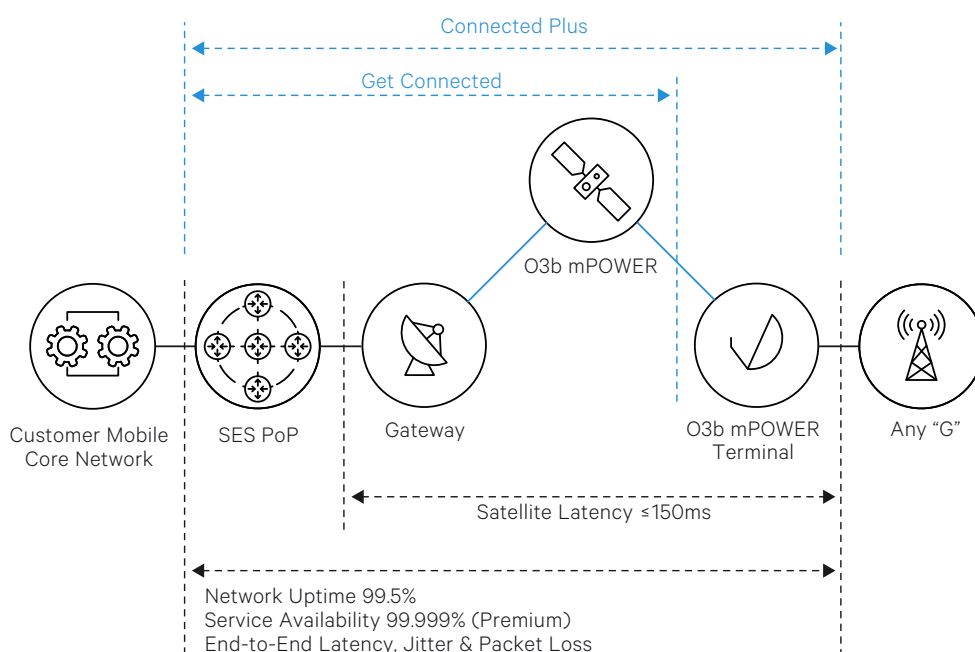 Connected Plus
Get Connected
O3b mPOWER
Customer Mobile
Core Network
SES PoP
Gateway
O3b mPOWER
Terminal
Any “G”
Satellite Latency ≤150ms
Network Uptime 99.5%
Service Availability 99.999% (Premium)
End-to-End Latency, Jitter & Packet Loss